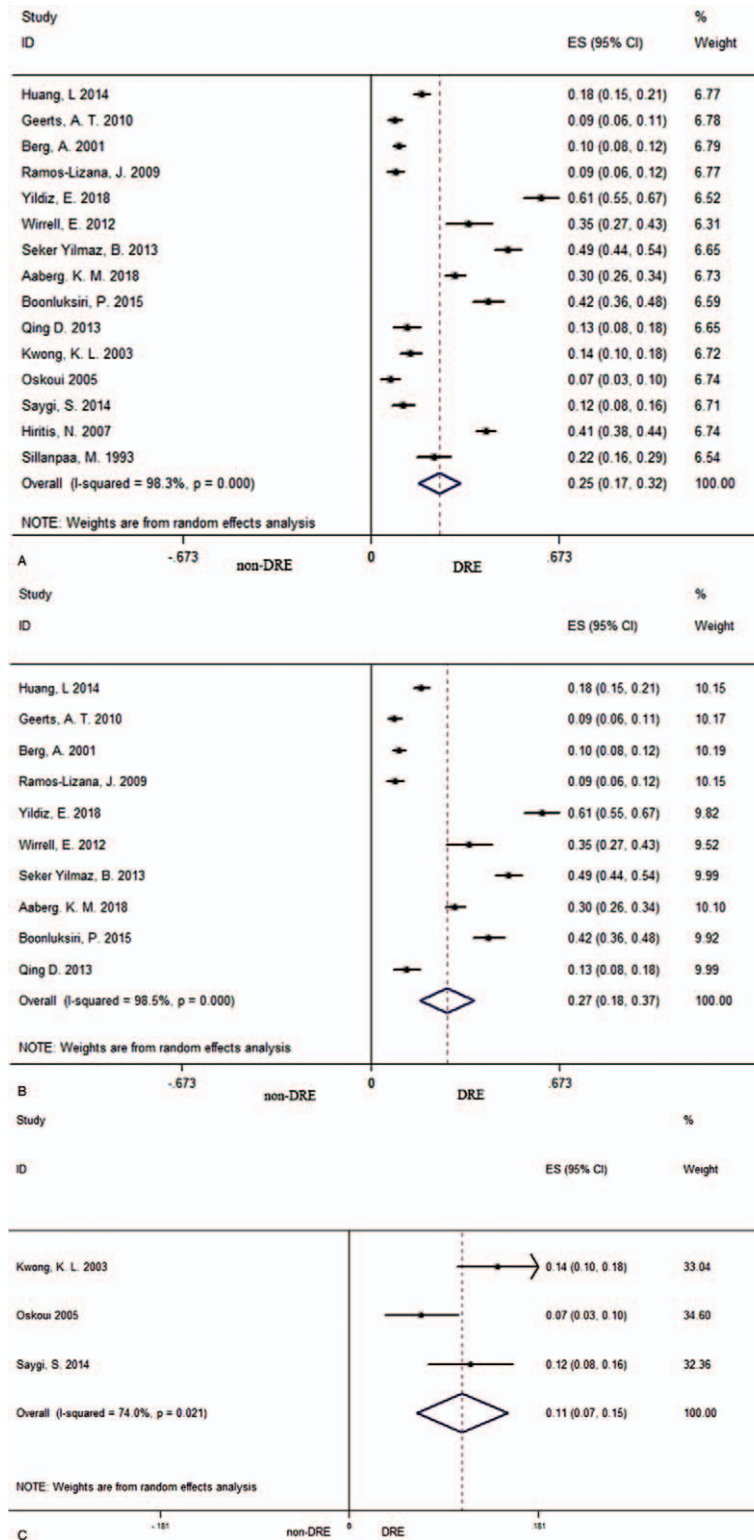 Study %
ID ES (95% CI) Weight
Huang, L 2014 0.18 (0.15, 0.21) 6.77
Geerts, A. T. 2010 0.09 (0.06, 0.11) 6.78
Berg, A. 2001 0.10 (0.08, 0.12) 6.79
Ramos-Lizana, J. 2009 0.09 (0.06, 0.12) 6.77
Yildiz, E. 2018 0.61 (0.55, 0.67) 6.52
Wirrell, E. 2012 0.35 (0.27, 0.43) 6.31
Seker Yilmaz, B. 2013 0.49 (0.44, 0.54) 6.65
Aaberg. K. M. 2018 0.30 (0.26, 0.34) 6.73
Boonluksiri, P. 2015 0.42 (0.36, 0.48) 6.59
Qing D. 2013 0.13 (0.08, 0.18) 6.65
Kwong, K. L. 2003 0.14 (0.10, 0.18) 6.72
Oskoui 2005 0.07 (0.03, 0.10) 6.74
Saygi, S. 2014 0.12 (0.08, 0.16) 6.71
Hiritis, N. 2007 0.41 (0.38, 0.44) 6.74
Sillanpaa, M. 1993 0.22 (0.16, 0.29) 6.54
Overall (I-squared = 98.3%, p = 0.000) 0.25 (0.17, 0.32) 100.00
NOTE: Weights are from random effects analysis
-.673 0 .673
A non-DRE DRE
Study %
ID ES (95% CI) Weight
Huang, L 2014 0.18 (0.15, 0.21) 10.15
Geerts, A. T. 2010 0.09 (0.06, 0.11) 10.17
Berg, A. 2001 0.10 (0.08, 0.12) 10.19
Ramos-Lizana, J. 2009 0.09 (0.06, 0.12) 10.15
Yildiz, E. 2018 0.61 (0.55, 0.67) 9.82
Wirrell, E. 2012 0.35 (0.27, 0.43) 9.52
Seker Yilmaz, B. 2013 0.49 (0.44, 0.54) 9.99
Aaberg. K. M. 2018 0.30 (0.26, 0.34) 10.10
Boonluksiri, P. 2015 0.42 (0.36, 0.48) 9.92
Qing D. 2013 0.13 (0.08, 0.18) 9.99
Overall (I-squared = 98.5%, p = 0.000) 0.27 (0.18, 0.37) 100.00
NOTE: Weights are from random effects analysis
-.673 0 .673
B non-DRE DRE
Study %
ID ES (95% CI) Weight
Kwong, K. L. 2003 0.14 (0.10, 0.18) 33.04
Oskoui 2005 0.07 (0.03, 0.10) 34.60
Saygi, S. 2014 0.12 (0.08, 0.16) 32.36
Overall (I-squared = 74.0%, p = 0.021) 0.11 (0.07, 0.15) 100.00
NOTE: Weights are from random effects analysis
C -.181 non-DRE 0 DRE .181